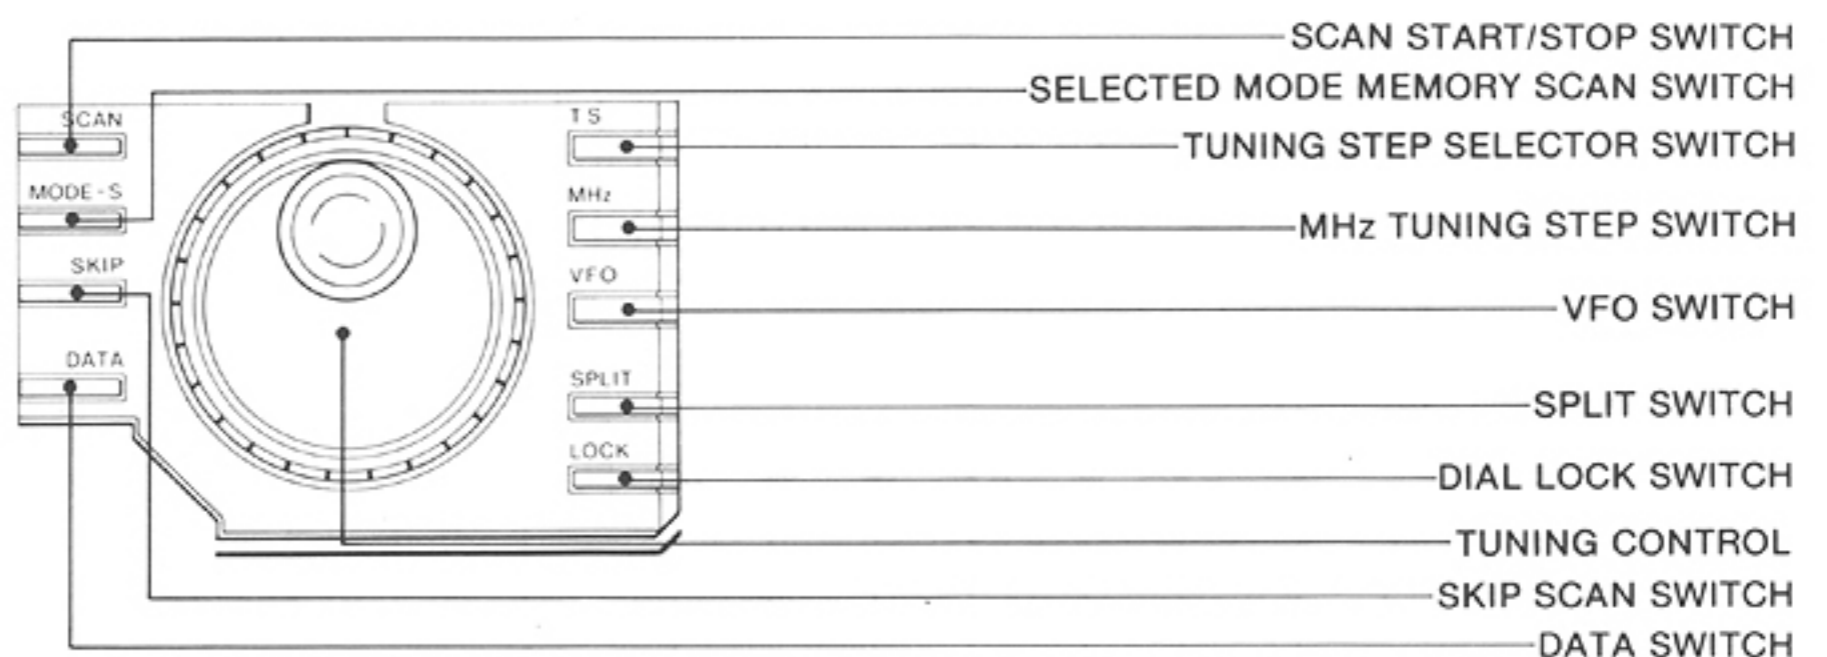 SCAN START/STOP SWITCH
SELECTED MODE MEMORY SCAN SWITCH
TUNING STEP SELECTOR SWITCH
MHz TUNING STEP SWITCH
VFO SWITCH
SPLIT SWITCH
DIAL LOCK SWITCH
TUNING CONTROL
SKIP SCAN SWITCH
DATA SWITCH
SCAN
MODE-S
SKIP
DATA
TS
MHz
VFO
SPLIT
LOCK